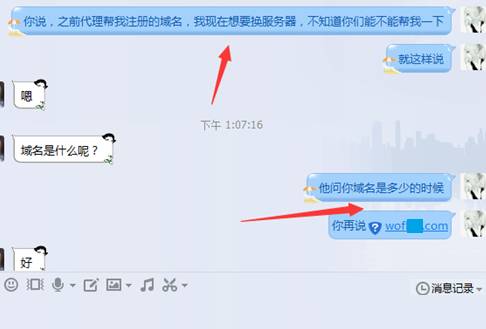 你说，之前代理帮我注册的域名，我现在想要换服务器，不知道你们能不能帮我一下
就这样说
嗯
下午 1:07:16
域名是什么呢？
他问你域名是多少的时候
你再说 wof.com
好
消息记录